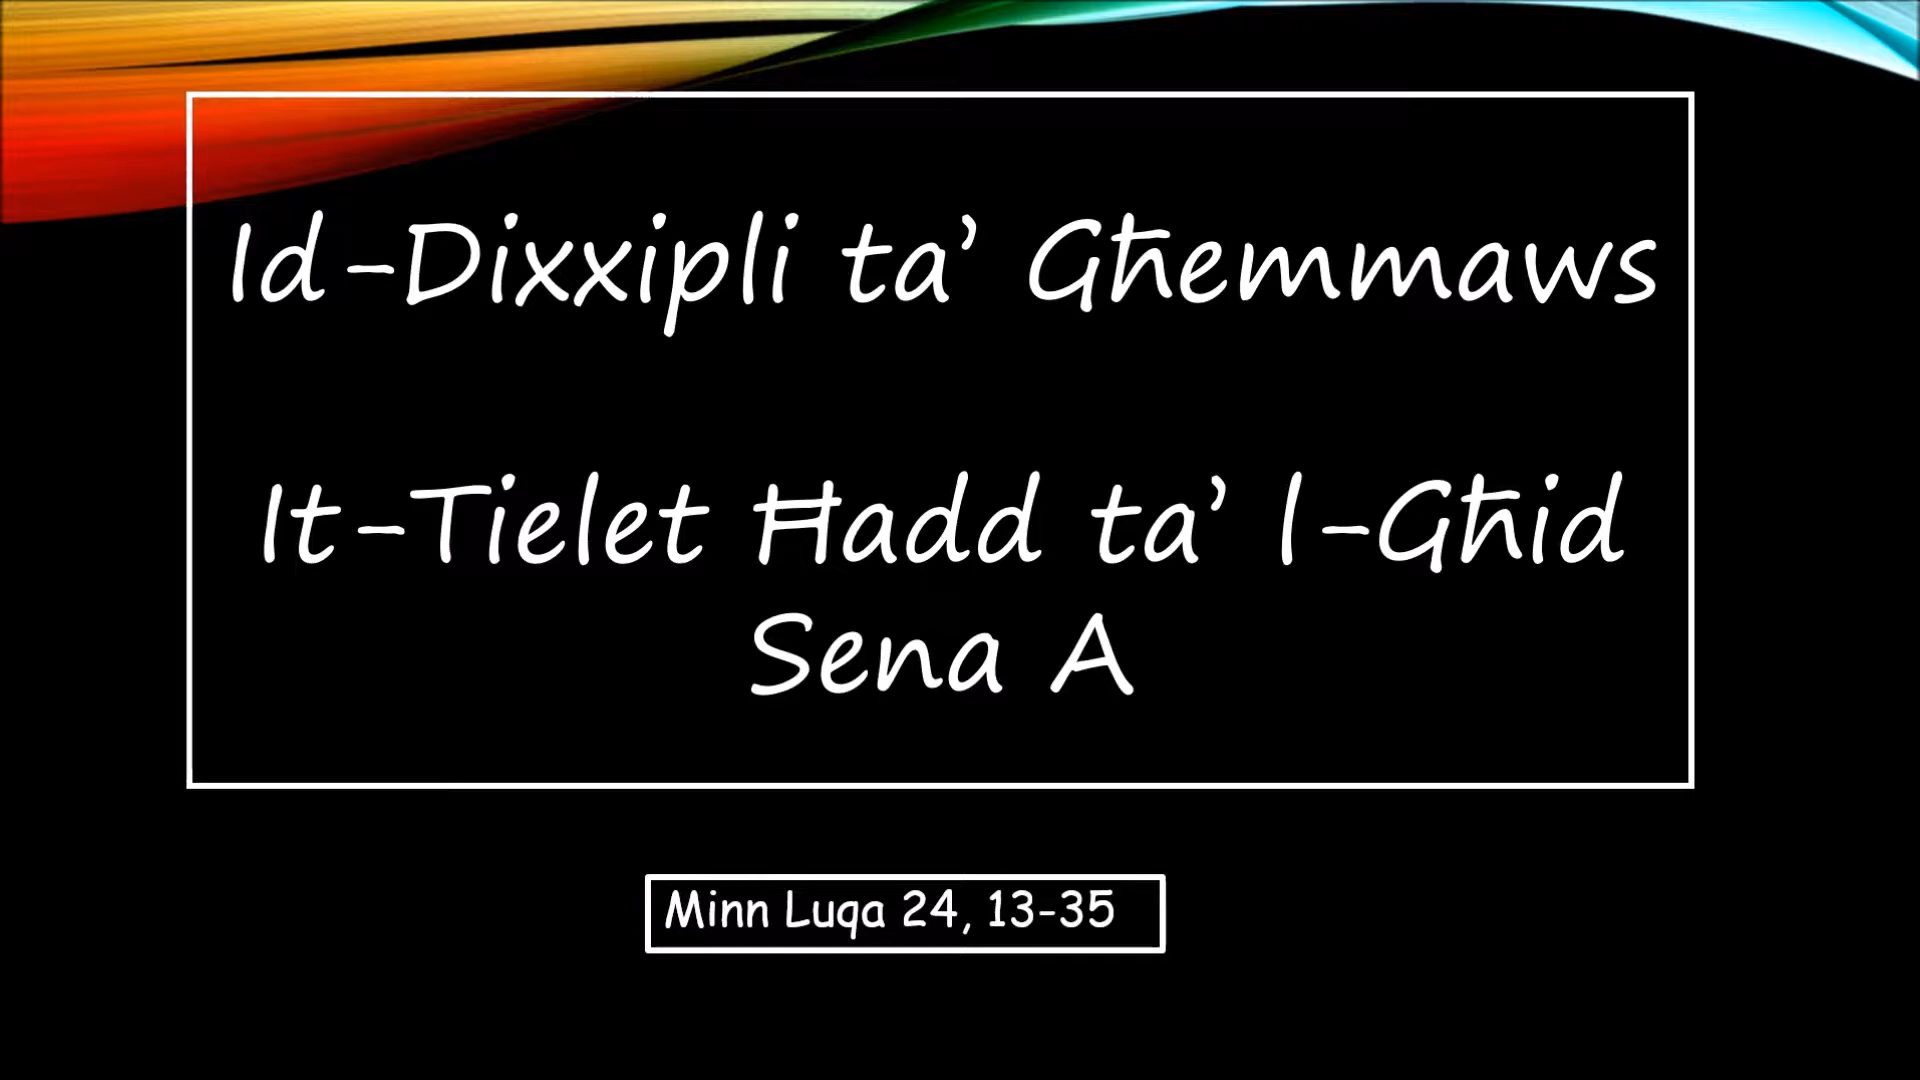 Id-Dixxipli ta’ Għemmaws
It-Tielet Ħadd ta’ l-Għid
Sena A
Minn Luqa 24, 13-35